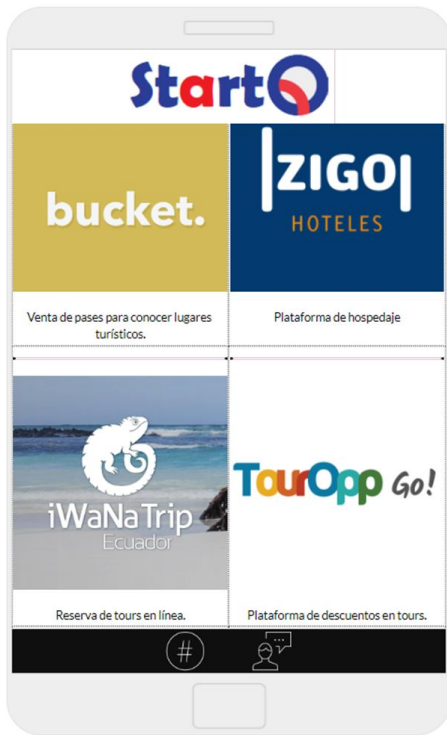 StartQ
bucket.
ZIGO
HOTELES
Venta de pases para conocer lugares
turísticos.
Plataforma de hospedaje
iWaNaTrip
Ecuador
TourOpp Go!
Reserva de tours en línea.
Plataforma de descuentos en tours.
#